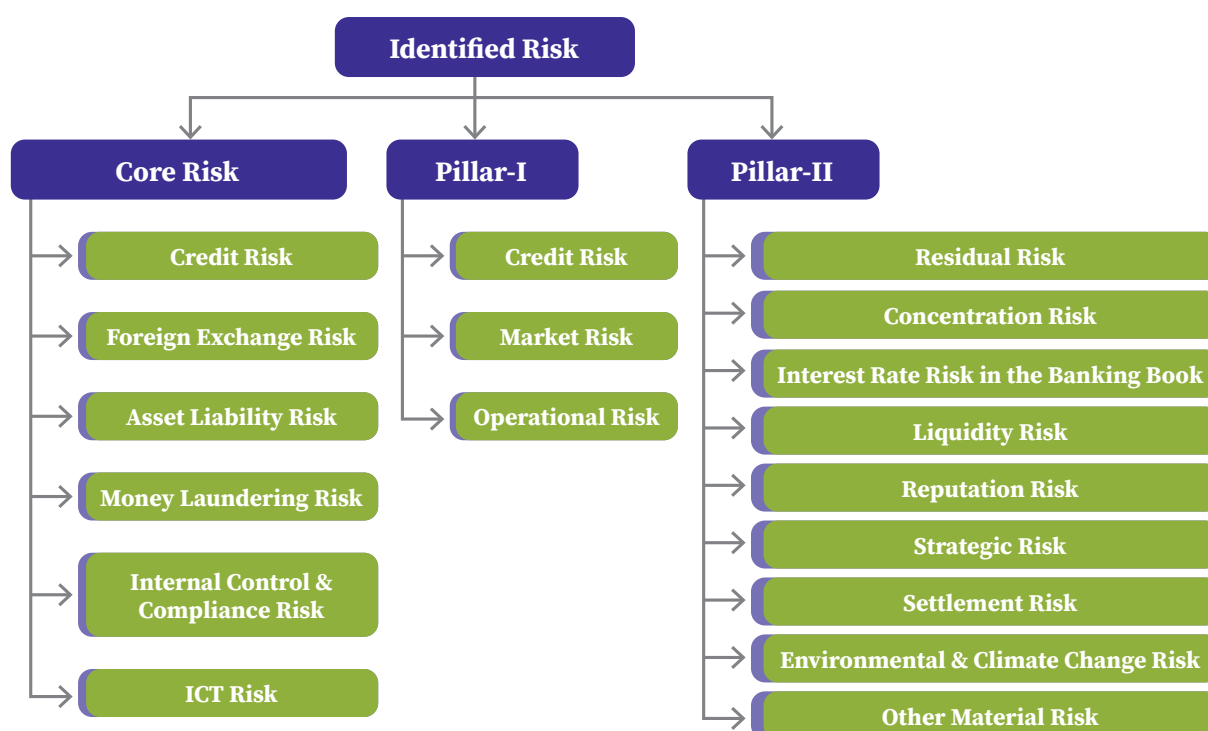 Identified Risk
Core Risk
Credit Risk
Foreign Exchange Risk
Asset Liability Risk
Money Laundering Risk
Internal Control &
Compliance Risk
ICT Risk
Pillar-I
Credit Risk
Market Risk
Operational Risk
Pillar-II
Residual Risk
Concentration Risk
Interest Rate Risk in the Banking Book
Liquidity Risk
Reputation Risk
Strategic Risk
Settlement Risk
Environmental & Climate Change Risk
Other Material Risk